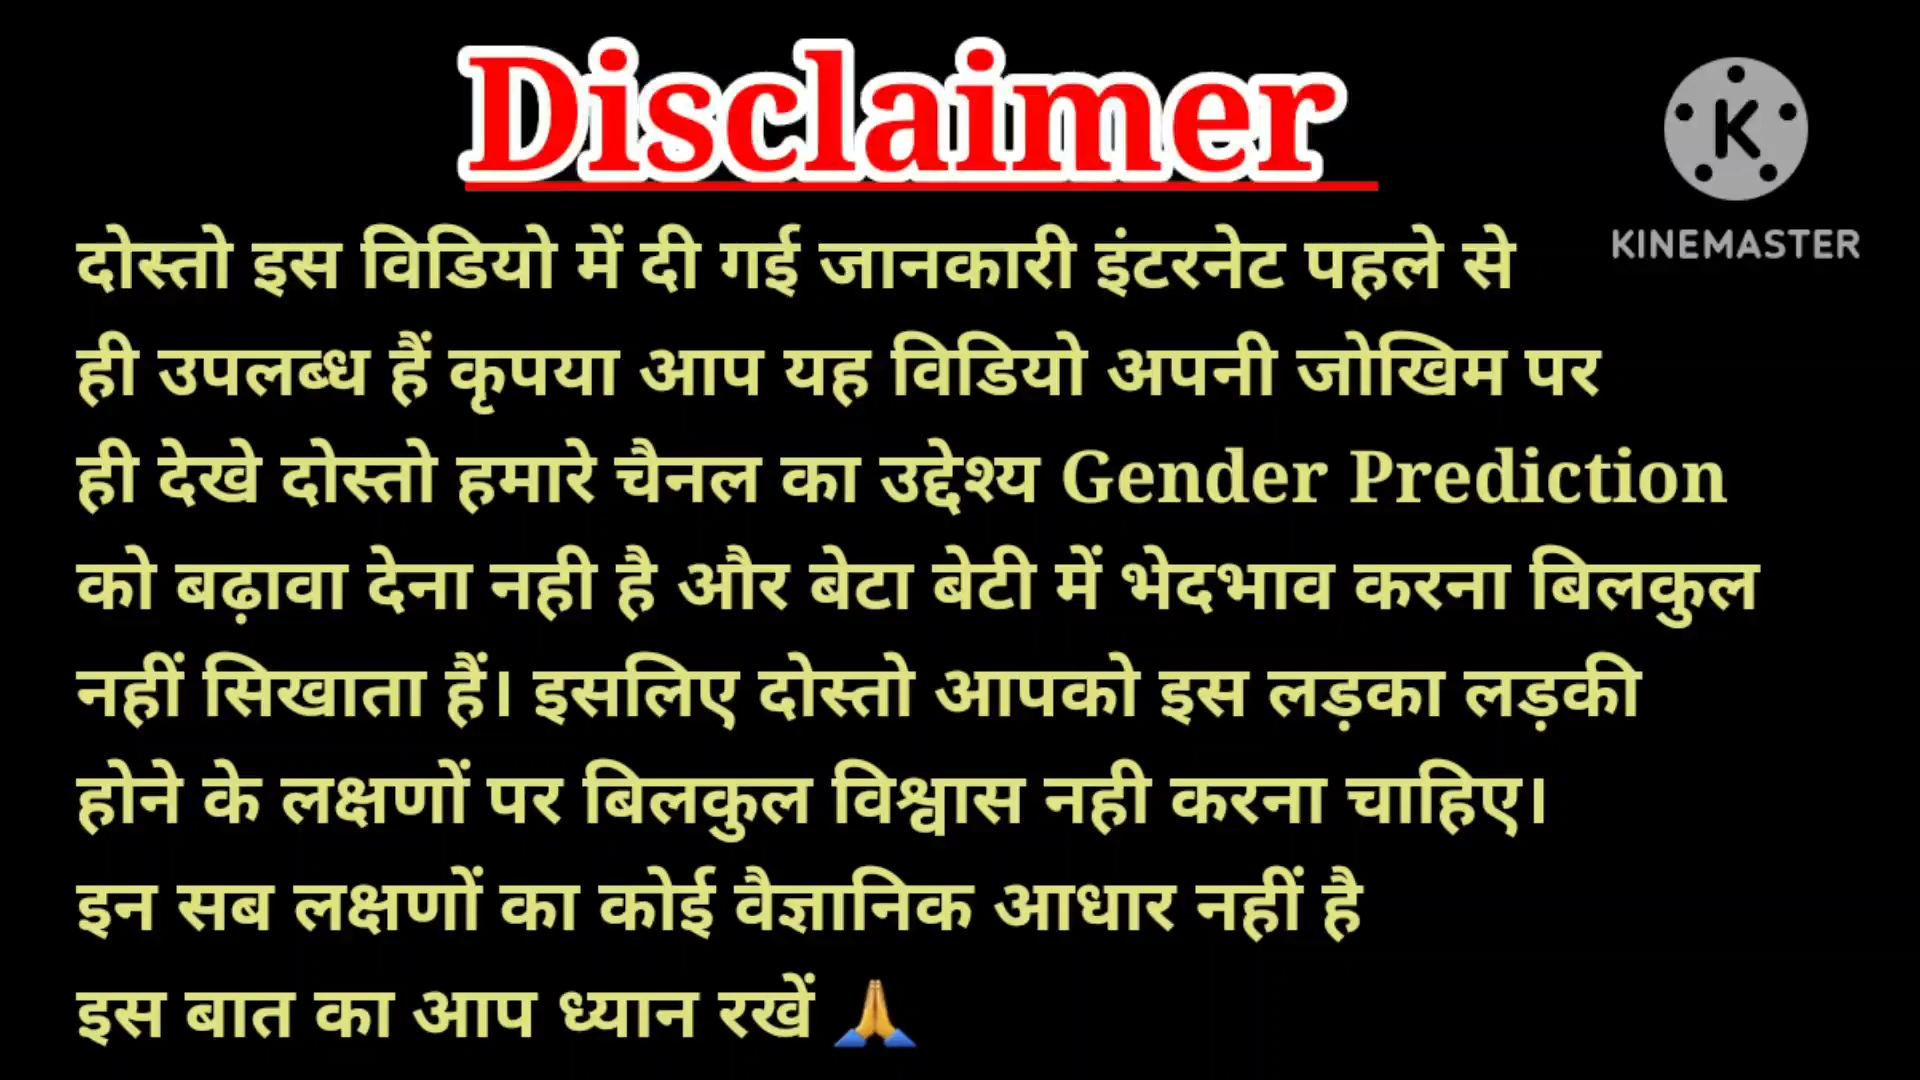 Disclaimer
KINEMASTER
दोस्तो इस विडियो में दी गई जानकारी इंटरनेट पहले से
ही उपलब्ध हैं कृपया आप यह विडियो अपनी जोखिम पर
ही देखे दोस्तो हमारे चैनल का उद्देश्य Gender Prediction
को बढ़ावा देना नही है और बेटा बेटी में भेदभाव करना बिलकुल
नहीं सिखाता हैं। इसलिए दोस्तो आपको इस लड़का लड़की
होने के लक्षणों पर बिलकुल विश्वास नही करना चाहिए।
इन सब लक्षणों का कोई वैज्ञानिक आधार नहीं है
इस बात का आप ध्यान रखें 🙏